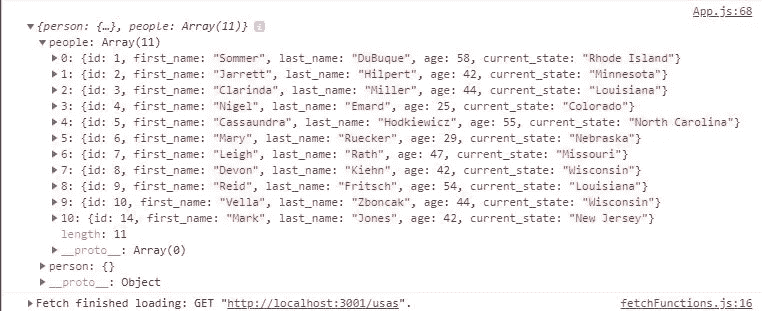 App.js:68
▼{person: {…}, people: Array(11)} i
▼people: Array(11)
▶0: {id: 1, first_name: "Sommer", last_name: "DuBuque", age: 58, current_state: "Rhode Island"}
▶1: {id: 2, first_name: "Jarrett", last_name: "Hilpert", age: 42, current_state: "Minnesota"}
▶2: {id: 3, first_name: "Clarinda", last_name: "Miller", age: 44, current_state: "Louisiana"}
▶3: {id: 4, first_name: "Nigel", last_name: "Emard", age: 25, current_state: "Colorado"}
▶4: {id: 5, first_name: "Cassaundra", last_name: "Hodkiewicz", age: 55, current_state: "North Carolina"}
▶5: {id: 6, first_name: "Mary", last_name: "Ruecker", age: 29, current_state: "Nebraska"}
▶6: {id: 7, first_name: "Leigh", last_name: "Rath", age: 47, current_state: "Missouri"}
▶7: {id: 8, first_name: "Devon", last_name: "Kiehn", age: 42, current_state: "Wisconsin"}
▶8: {id: 9, first_name: "Reid", last_name: "Fritsch", age: 54, current_state: "Louisiana"}
▶9: {id: 10, first_name: "Vella", last_name: "Zboncak", age: 44, current_state: "Wisconsin"}
▶10: {id: 14, first_name: "Mark", last_name: "Jones", age: 42, current_state: "New Jersey"}
length: 11
▶__proto__: Array(0)
▶person: {}
▶__proto__: Object
▶Fetch finished loading: GET "http://localhost:3001/usas". fetchFunctions.js:16